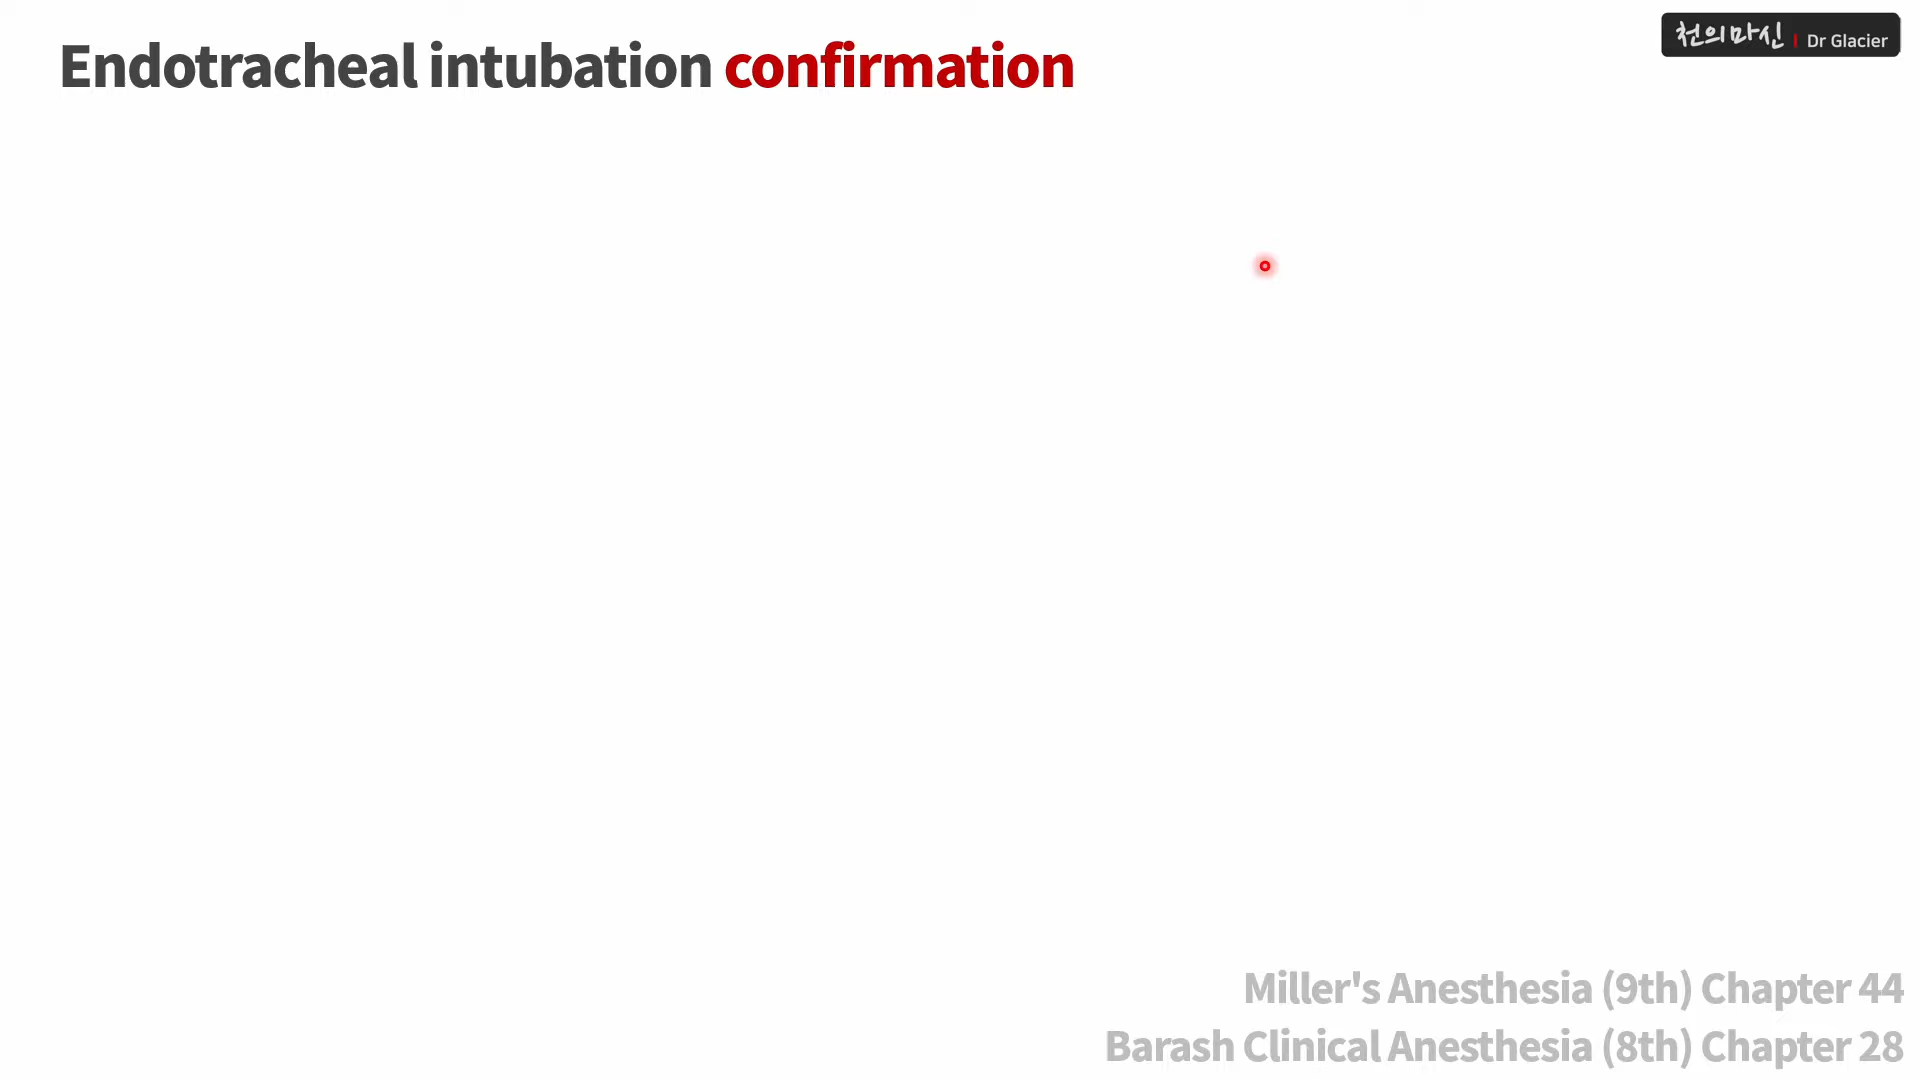 천의마신 | Dr Glacier
Endotracheal intubation confirmation
Miller's Anesthesia (9th) Chapter 44
Barash Clinical Anesthesia (8th) Chapter 28